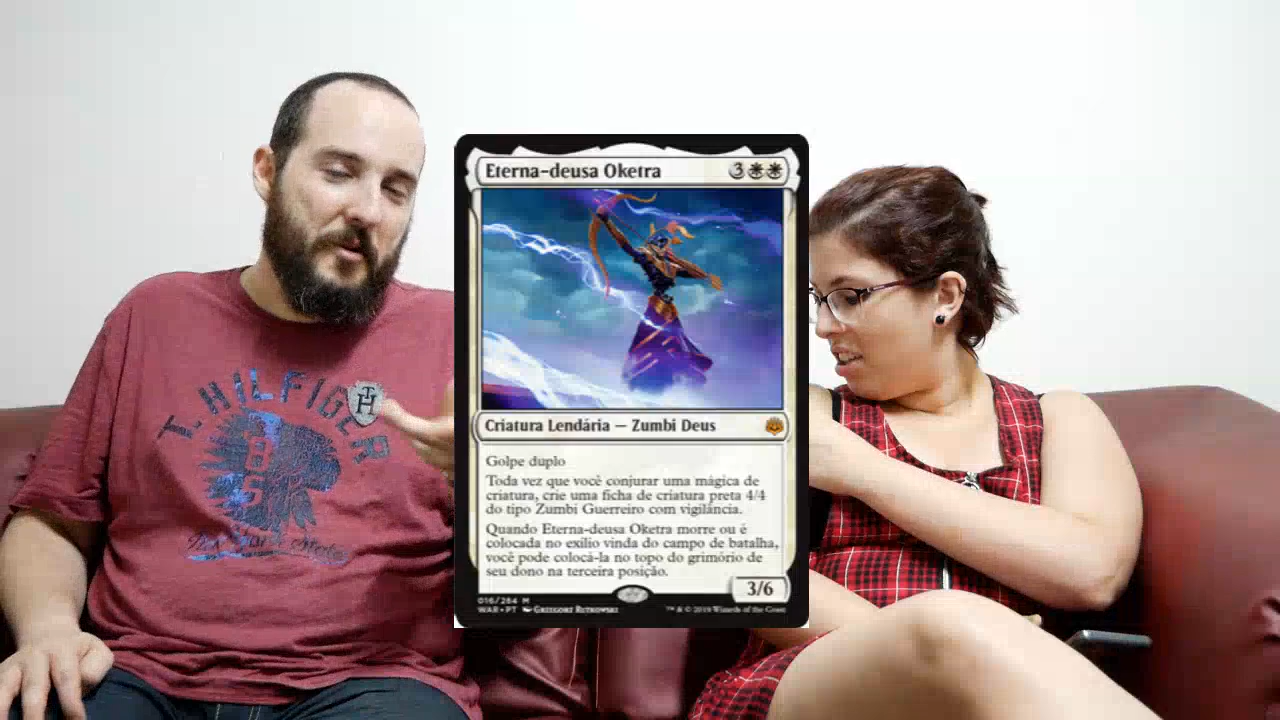 T. HILFIGER
TH
85
Eterna-deusa Oketra
3
Criatura Lendária — Zumbi Deus
Golpe duplo
Toda vez que você conjurar uma mágica de
criatura, crie uma ficha de criatura preta 4/4
do tipo Zumbi Guerreiro com vigilância.
Quando Eterna-deusa Oketra morre ou é
colocada no exílio vinda do campo de batalha,
você pode colocá-la no topo do grimório de
seu dono na terceira posição.
3/6
016/264 M
WAR • PT
™ & © 2019 Wizards of the Coast